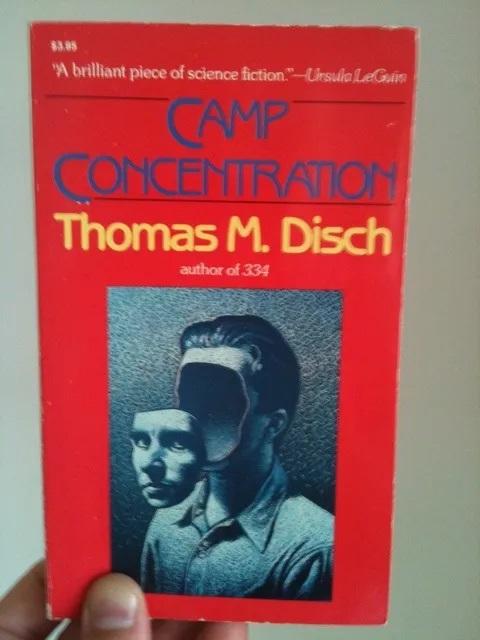 $3.95
"A brilliant piece of science fiction."—Ursula LeGuin
CAMP
CONCENTRATION
Thomas M. Disch
author of 334